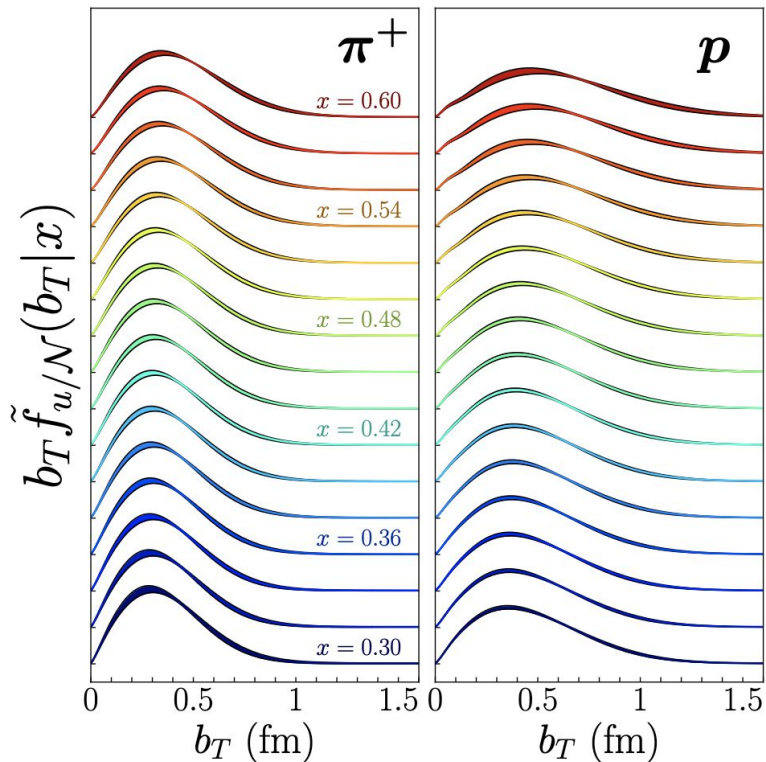 π⁺
p
x = 0.60
x = 0.54
x = 0.48
x = 0.42
x = 0.36
x = 0.30
b_T f̃_{u/𝒩}(b_T|x)
0 0.5 1 1.5
0 0.5 1 1.5
b_T (fm)
b_T (fm)